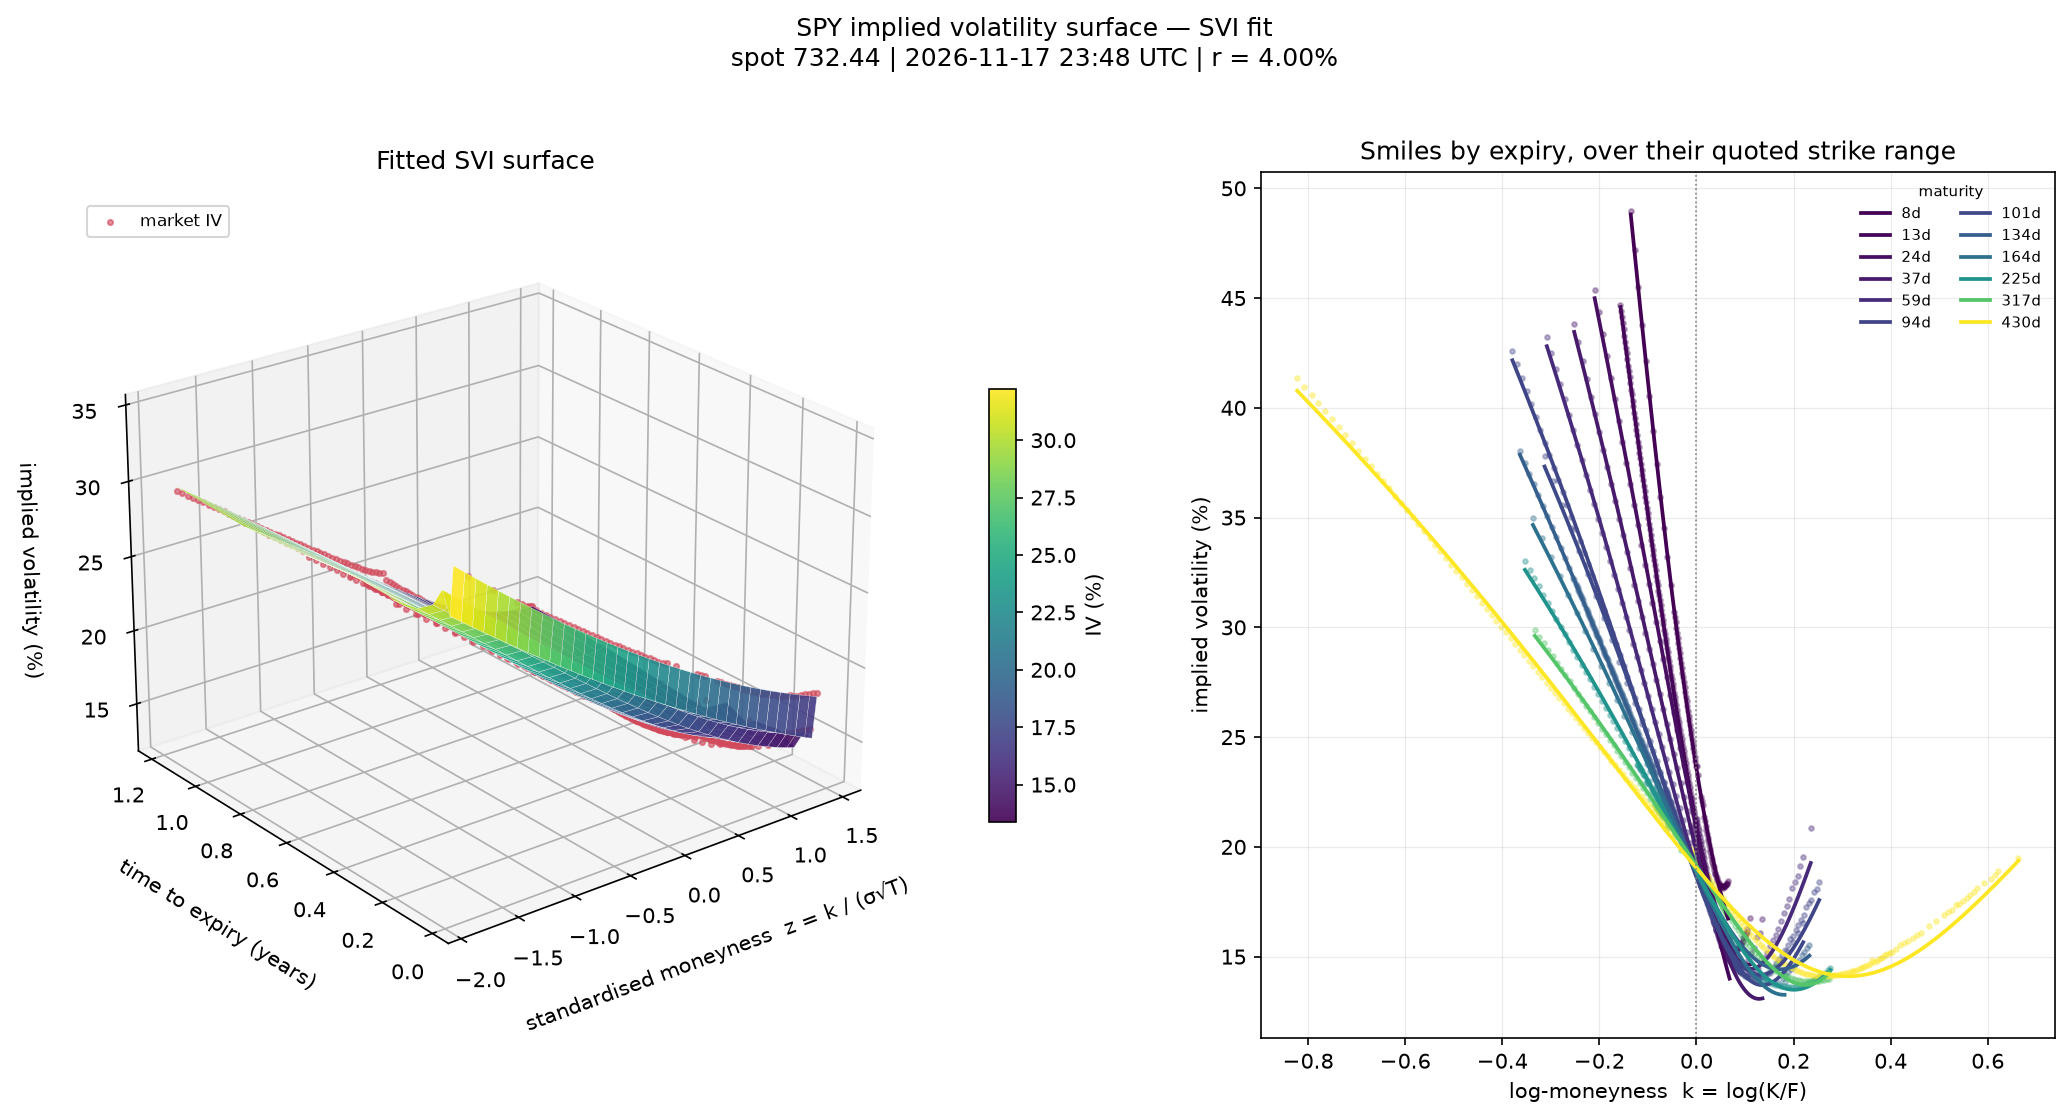 SPY implied volatility surface — SVI fit
spot 732.44 | 2026-11-17 23:48 UTC | r = 4.00%
Fitted SVI surface
market IV
implied volatility (%)
35
30
25
20
15
1.2
1.0
0.8
0.6
0.4
0.2
0.0
time to expiry (years)
−2.0
−1.5
−1.0
−0.5
0.0
0.5
1.0
1.5
standardised moneyness z = k / (σ√T)
30.0
27.5
25.0
22.5
20.0
17.5
15.0
IV (%)
Smiles by expiry, over their quoted strike range
maturity
8d
13d
24d
37d
59d
94d
101d
134d
164d
225d
317d
430d
implied volatility (%)
50
45
40
35
30
25
20
15
−0.8
−0.6
−0.4
−0.2
0.0
0.2
0.4
0.6
log-moneyness k = log(K/F)